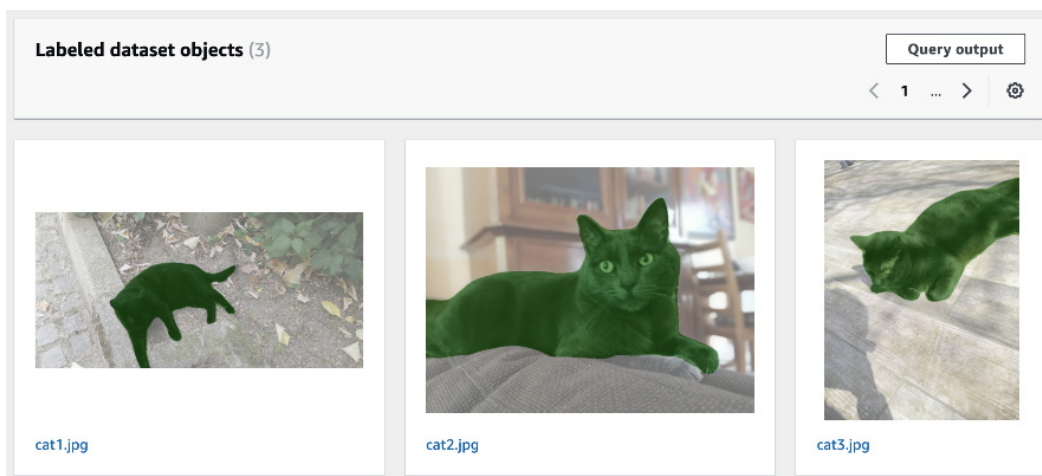 Labeled dataset objects (3)
Query output
1 ...
cat1.jpg
cat2.jpg
cat3.jpg